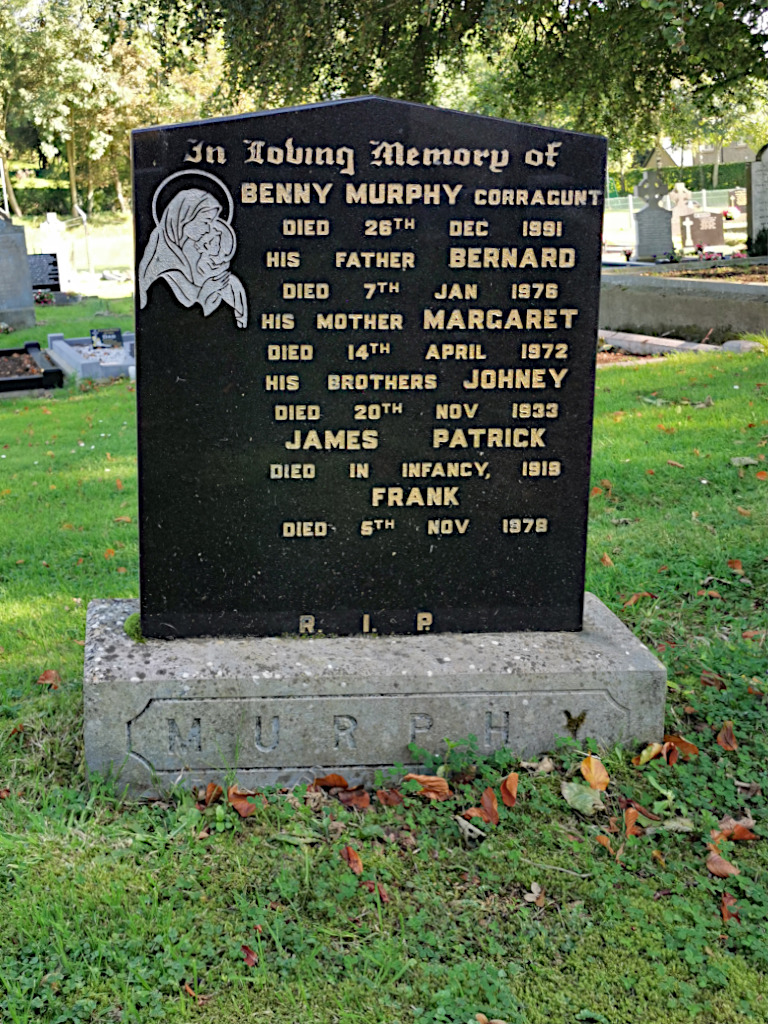 In Loving Memory of
BENNY MURPHY CORRAGUNT
DIED 26TH DEC 1991
HIS FATHER BERNARD
DIED 7TH JAN 1976
HIS MOTHER MARGARET
DIED 14TH APRIL 1972
HIS BROTHERS JOHNEY
DIED 20TH NOV 1933
JAMES PATRICK
DIED IN INFANCY, 1919
FRANK
DIED 5TH NOV 1978
R. I. P.
MURPHY